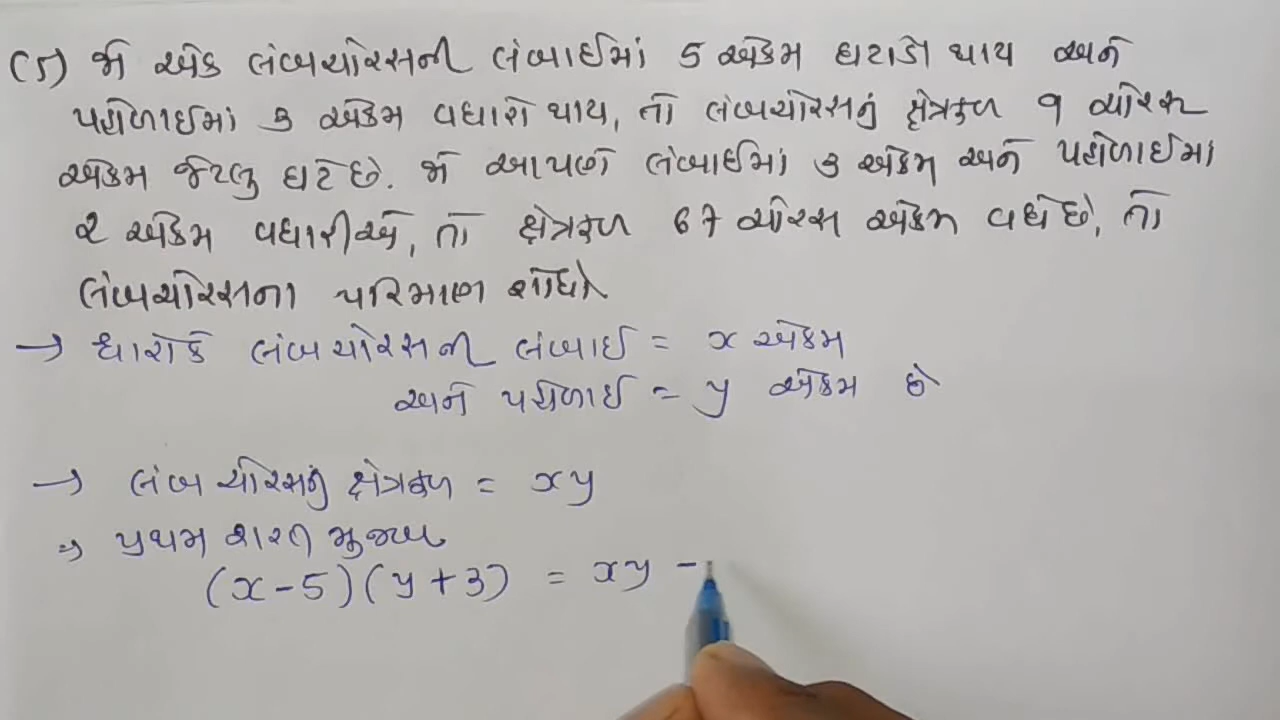 (5) જો એક લંબચોરસની લંબાઈમાં 5 એકમ ઘટાડો થાય અને
પહોળાઈમાં 3 એકમ વધારો થાય, તો લંબચોરસનું ક્ષેત્રફળ 9 ચોરસ
એકમ જેટલુ ઘટે છે. જો આપણે લંબાઈમાં 3 એકમ અને પહોળાઈમાં
૨ એકમ વધારીએ, તો ક્ષેત્રફળ 67 ચોરસ એકમ વધે છે, તો
લંબચોરસના પરિમાણ શોધો.
→ ધારોકે લંબચોરસની લંબાઈ = x એકમ
અને પહોળાઈ = y એકમ છે
→ લંબચોરસનું ક્ષેત્રફળ = xy
⇒ પ્રથમ શરત મુજબ
(x-5)(y+3) = xy -